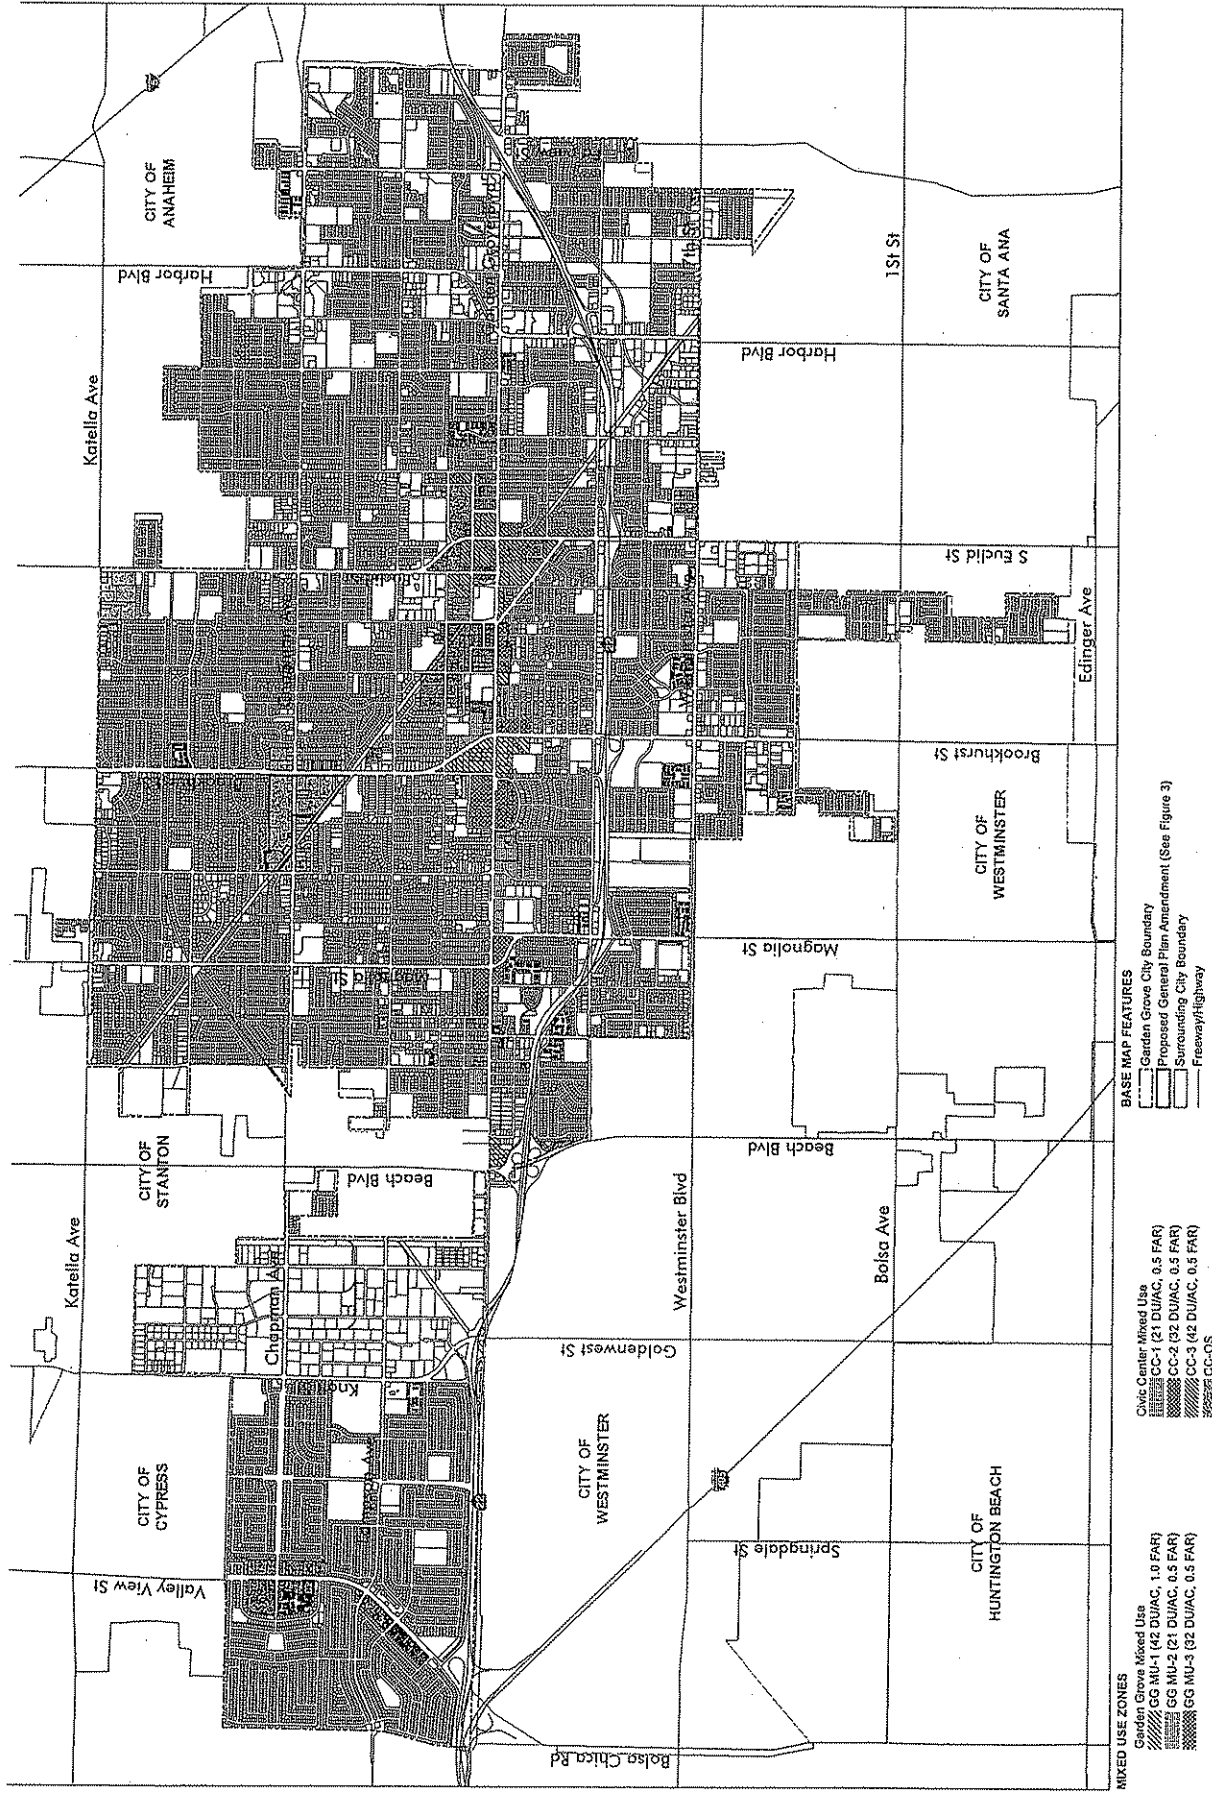 CITY OF
ANAHEIM
Harbor Blvd
Katella Ave
Harbor Blvd
7th St
1St St
CITY OF
SANTA ANA
S Euclid St
Edinger Ave
Brookhurst St
CITY OF
WESTMINSTER
Magnolia St
Magnolia St
CITY OF
STANTON
Beach Blvd
Beach Blvd
Katella Ave
Chapman Ave
Westminster Blvd
Bolsa Ave
Goldenwest St
CITY OF
CYPRESS
CITY OF
WESTMINSTER
Valley View St
Springdale St
CITY OF
HUNTINGTON BEACH
Bolsa Chica Rd
MIXED USE ZONES
Garden Grove Mixed Use
GG MU-1 (42 DU/AC, 1.0 FAR)
GG MU-2 (21 DU/AC, 0.5 FAR)
GG MU-3 (32 DU/AC, 0.5 FAR)
Civic Center Mixed Use
CC-1 (21 DU/AC, 0.5 FAR)
CC-2 (32 DU/AC, 0.5 FAR)
CC-3 (42 DU/AC, 0.5 FAR)
CC-OS
BASE MAP FEATURES
Garden Grove City Boundary
Proposed General Plan Amendment (See Figure 3)
Surrounding City Boundary
Freeway/Highway